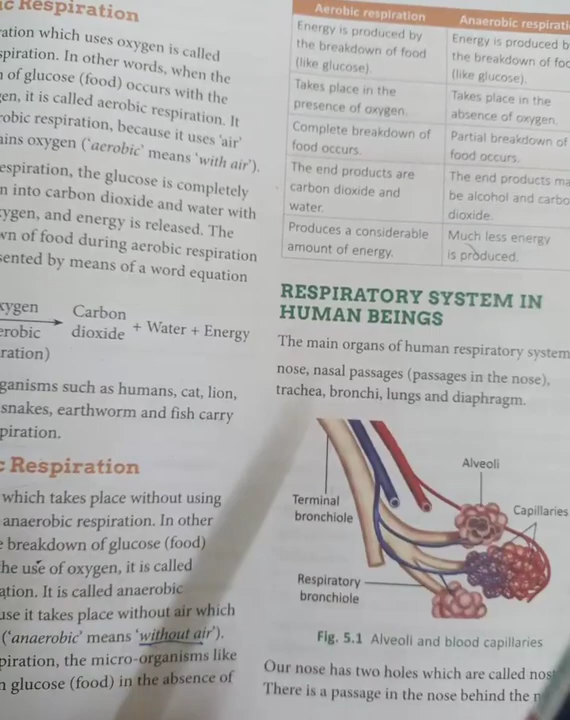 Respiration
ration which uses oxygen is called
spiration. In other words, when the
of glucose (food) occurs with the
gen, it is called aerobic respiration. It
robic respiration, because it uses 'air'
ains oxygen ('aerobic' means 'with air').
espiration, the glucose is completely
n into carbon dioxide and water with
xygen, and energy is released. The
wn of food during aerobic respiration
sented by means of a word equation
xygen
erobic
ration)
Carbon
dioxide + Water + Energy
ganisms such as humans, cat, lion,
snakes, earthworm and fish carry
piration.
c Respiration
which takes place without using
anaerobic respiration. In other
e breakdown of glucose (food)
he use of oxygen, it is called
ation. It is called anaerobic
use it takes place without air which
('anaerobic' means 'without air').
piration, the micro-organisms like
n glucose (food) in the absence of
Aerobic respiration
Anaerobic respirati
Energy is produced by
the breakdown of food
(like glucose).
Energy is produced b
the breakdown of foo
(like glucose).
Takes place in the
presence of oxygen.
Takes place in the
absence of oxygen.
Complete breakdown of
food occurs.
Partial breakdown of
food occurs.
The end products are
carbon dioxide and
water.
The end products ma
be alcohol and carbo
dioxide.
Produces a considerable
amount of energy.
Much less energy
is produced.
RESPIRATORY SYSTEM IN
HUMAN BEINGS
The main organs of human respiratory system
nose, nasal passages (passages in the nose),
trachea, bronchi, lungs and diaphragm.
Alveoli
Terminal
bronchiole
Capillaries
Respiratory
bronchiole
Fig. 5.1 Alveoli and blood capillaries
Our nose has two holes which are called nos
There is a passage in the nose behind the n